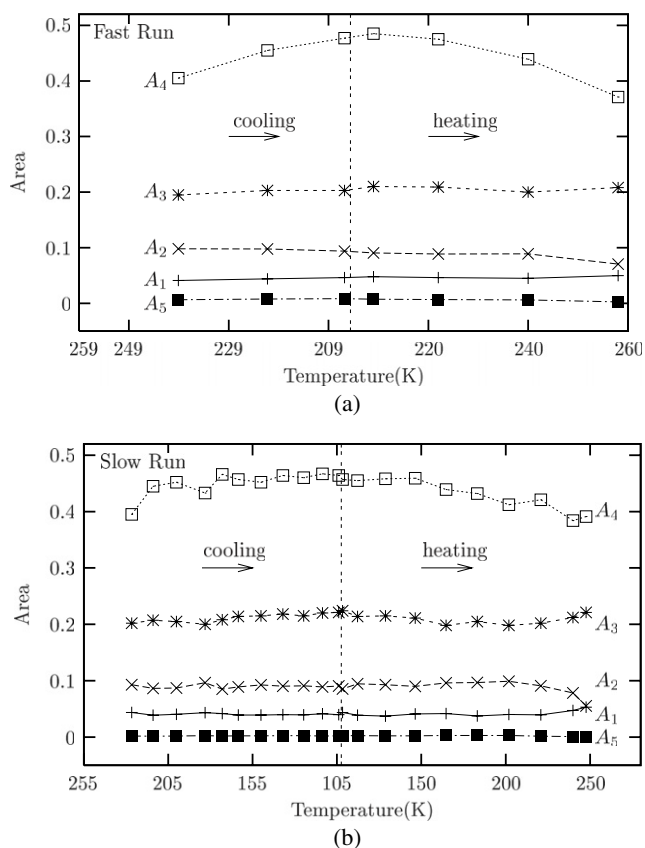 Fast Run
0.5
0.4
0.3
0.2
0.1
0
Area
A₄
A₃
A₂
A₁
A₅
cooling
heating
259 249 229 209 222 240 260
Temperature(K)
(a)
Slow Run
0.5
0.4
0.3
0.2
0.1
0
Area
cooling
heating
A₄
A₃
A₂
A₁
A₅
255 205 155 105 150 200 250
Temperature(K)
(b)